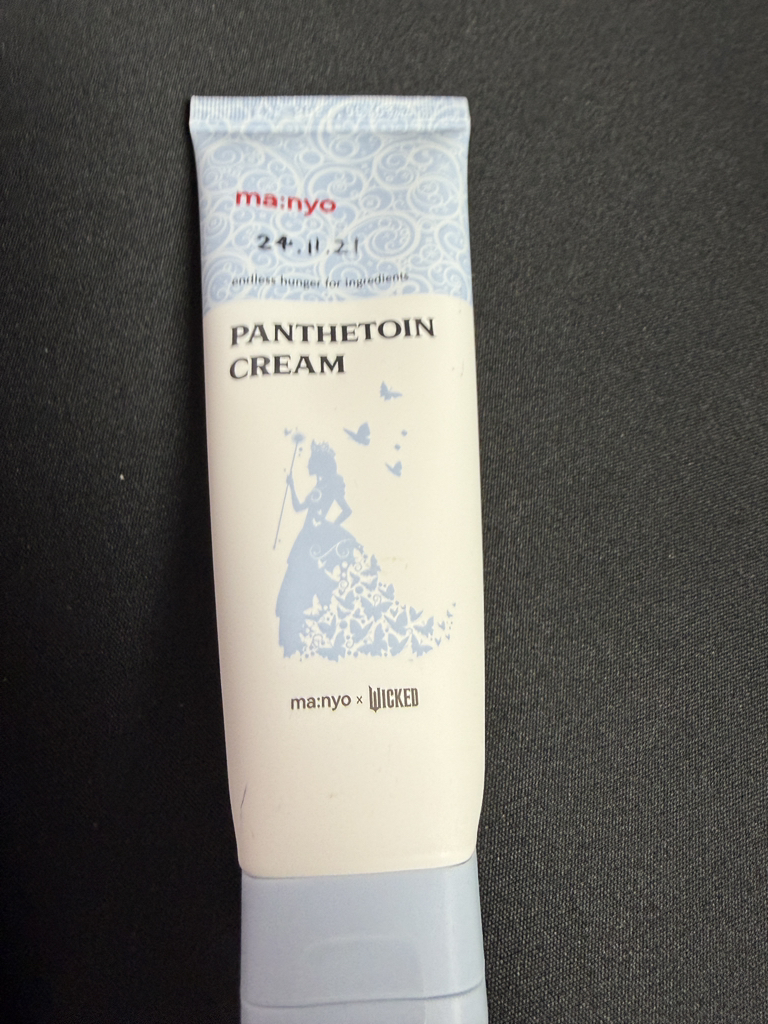 ma:nyo
24.11.21
endless hunger for ingredients
PANTHETOIN
CREAM
ma:nyo x WICKED